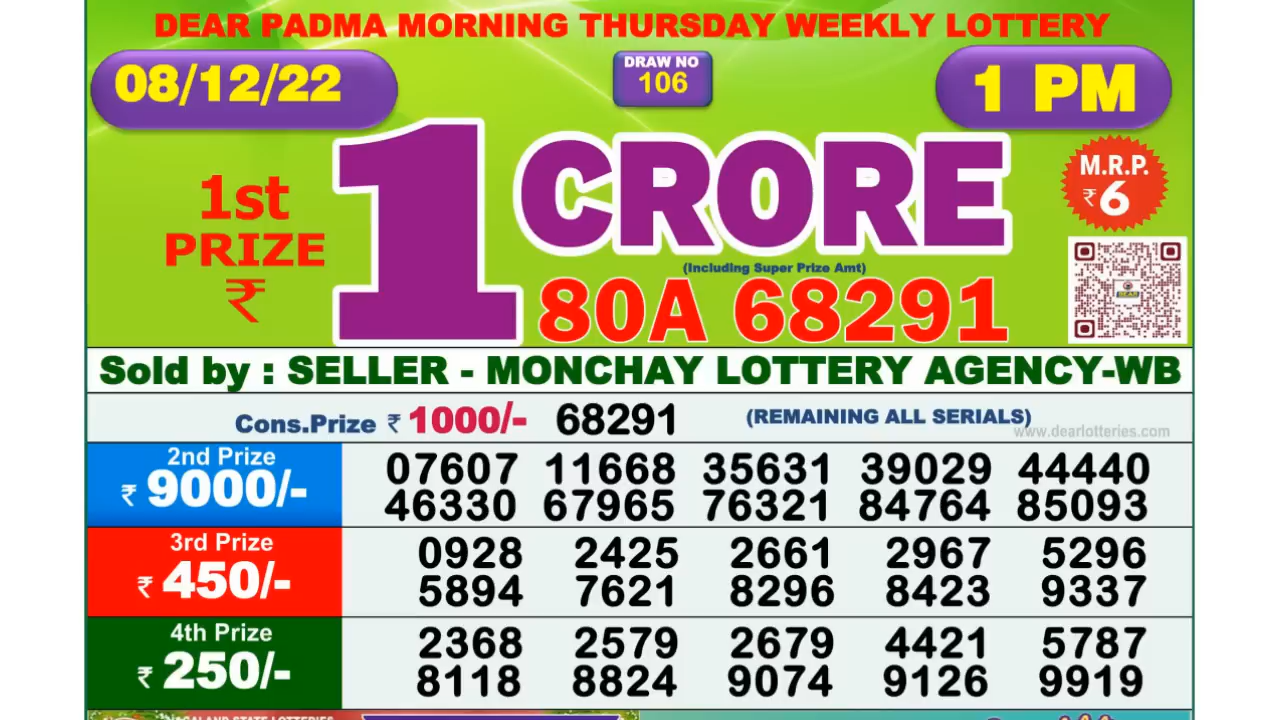 DEAR PADMA MORNING THURSDAY WEEKLY LOTTERY
08/12/22
DRAW NO
106
1 PM
1st
PRIZE
₹
1 CRORE
M.R.P.
₹ 6
(Including Super Prize Amt)
80A 68291
Sold by : SELLER - MONCHAY LOTTERY AGENCY-WB
Cons.Prize ₹ 1000/- 68291 (REMAINING ALL SERIALS)
www.dearlotteries.com
2nd Prize
₹ 9000/-
07607 11668 35631 39029 44440
46330 67965 76321 84764 85093
3rd Prize
₹ 450/-
0928 2425 2661 2967 5296
5894 7621 8296 8423 9337
4th Prize
₹ 250/-
2368 2579 2679 4421 5787
8118 8824 9074 9126 9919